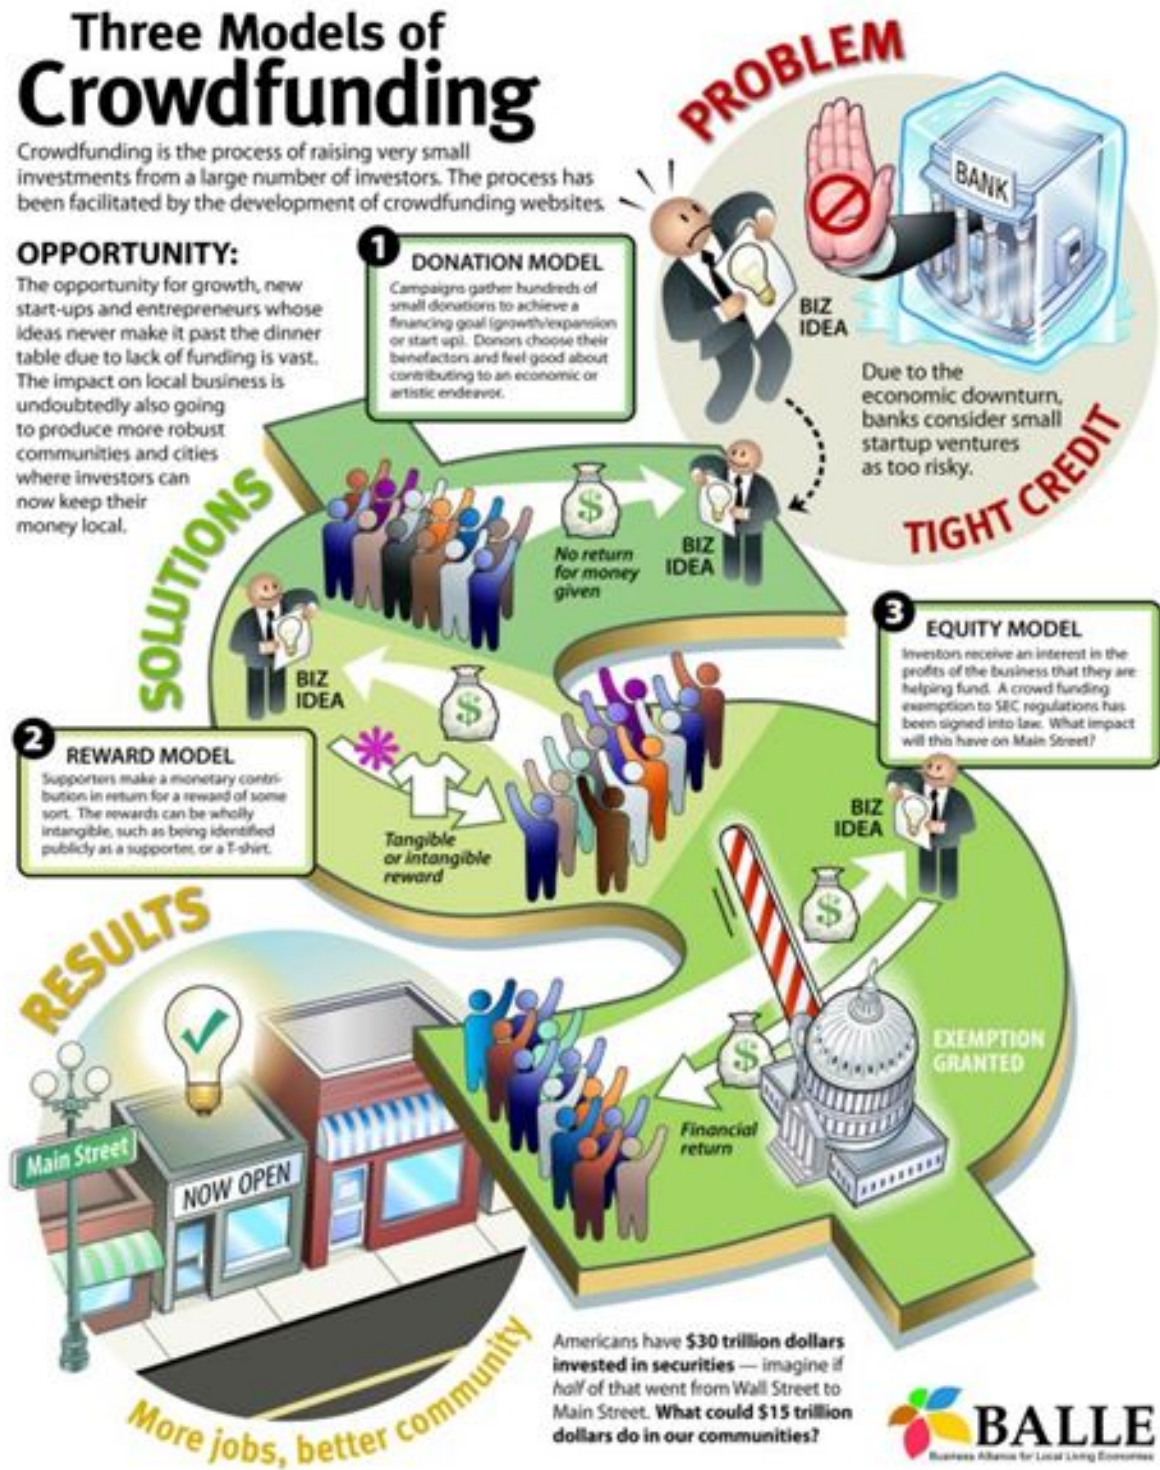 Three Models of
Crowdfunding
Crowdfunding is the process of raising very small
investments from a large number of investors. The process has
been facilitated by the development of crowdfunding websites.
PROBLEM
BANK
BIZ
IDEA
Due to the
economic downturn,
banks consider small
startup ventures
as too risky.
TIGHT CREDIT
OPPORTUNITY:
The opportunity for growth, new
start-ups and entrepreneurs whose
ideas never make it past the dinner
table due to lack of funding is vast.
The impact on local business is
undoubtedly also going
to produce more robust
communities and cities
where investors can
now keep their
money local.
SOLUTIONS
1
DONATION MODEL
Campaigns gather hundreds of
small donations to achieve a
financing goal (growth/expansion
or start up). Donors choose their
benefactors and feel good about
contributing to an economic or
artistic endeavor.
$
No return
for money
given
BIZ
IDEA
BIZ
IDEA
$
2
REWARD MODEL
Supporters make a monetary contri-
bution in return for a reward of some
sort. The rewards can be wholly
intangible, such as being identified
publicly as a supporter, or a T-shirt.
Tangible
or intangible
reward
3
EQUITY MODEL
Investors receive an interest in the
profits of the business that they are
helping fund. A crowd funding
exemption to SEC regulations has
been signed into law. What impact
will this have on Main Street?
BIZ
IDEA
$
$
EXEMPTION
GRANTED
Financial
return
RESULTS
Main Street
NOW OPEN
More jobs, better community
Americans have $30 trillion dollars
invested in securities — imagine if
half of that went from Wall Street to
Main Street. What could $15 trillion
dollars do in our communities?
BALLE
Business Alliance for Local Living Economies